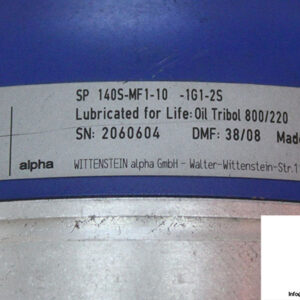 SP 140S-MF1-10 -1G1-2S
Lubricated for Life: Oil Tribol 800/220
SN: 2060604 DMF: 38/08 Made
alpha WITTENSTEIN alpha GmbH - Walter-Wittenstein-Str.1